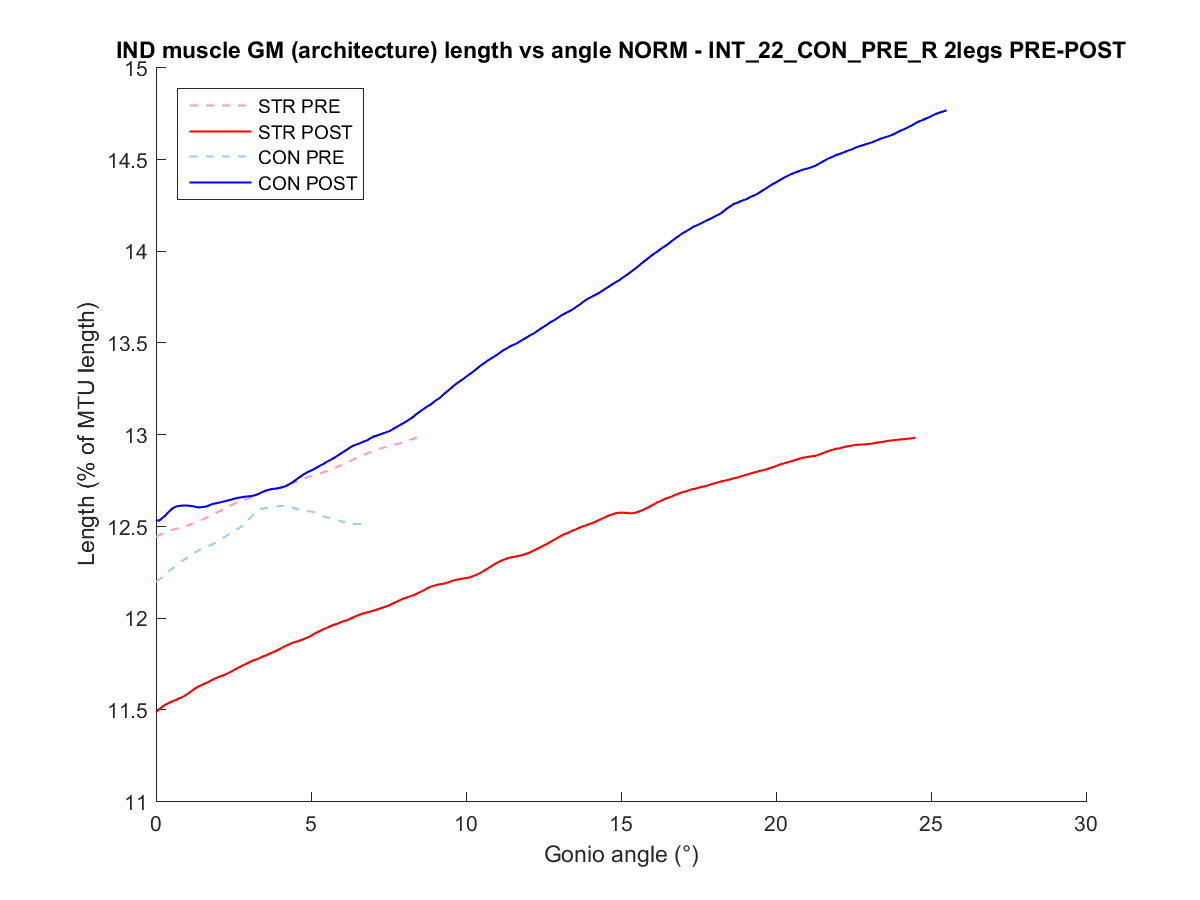 IND muscle GM (architecture) length vs angle NORM - INT_22_CON_PRE_R 2legs PRE-POST
STR PRE
STR POST
CON PRE
CON POST
15
14.5
14
13.5
13
12.5
12
11.5
11
Length (% of MTU length)
0 5 10 15 20 25 30
Gonio angle (°)